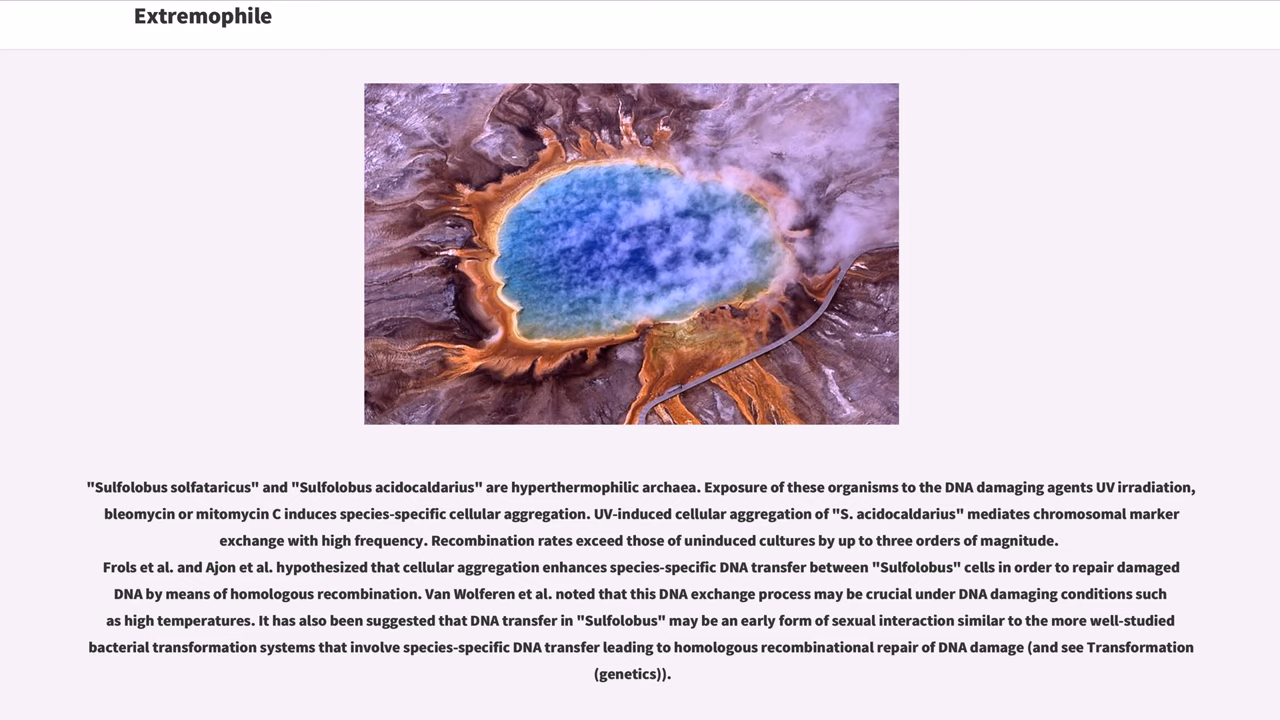 Extremophile
"Sulfolobus solfataricus" and "Sulfolobus acidocaldarius" are hyperthermophilic archaea. Exposure of these organisms to the DNA damaging agents UV irradiation,
bleomycin or mitomycin C induces species-specific cellular aggregation. UV-induced cellular aggregation of "S. acidocaldarius" mediates chromosomal marker
exchange with high frequency. Recombination rates exceed those of uninduced cultures by up to three orders of magnitude.
Frols et al. and Ajon et al. hypothesized that cellular aggregation enhances species-specific DNA transfer between "Sulfolobus" cells in order to repair damaged
DNA by means of homologous recombination. Van Wolferen et al. noted that this DNA exchange process may be crucial under DNA damaging conditions such
as high temperatures. It has also been suggested that DNA transfer in "Sulfolobus" may be an early form of sexual interaction similar to the more well-studied
bacterial transformation systems that involve species-specific DNA transfer leading to homologous recombinational repair of DNA damage (and see Transformation
(genetics)).